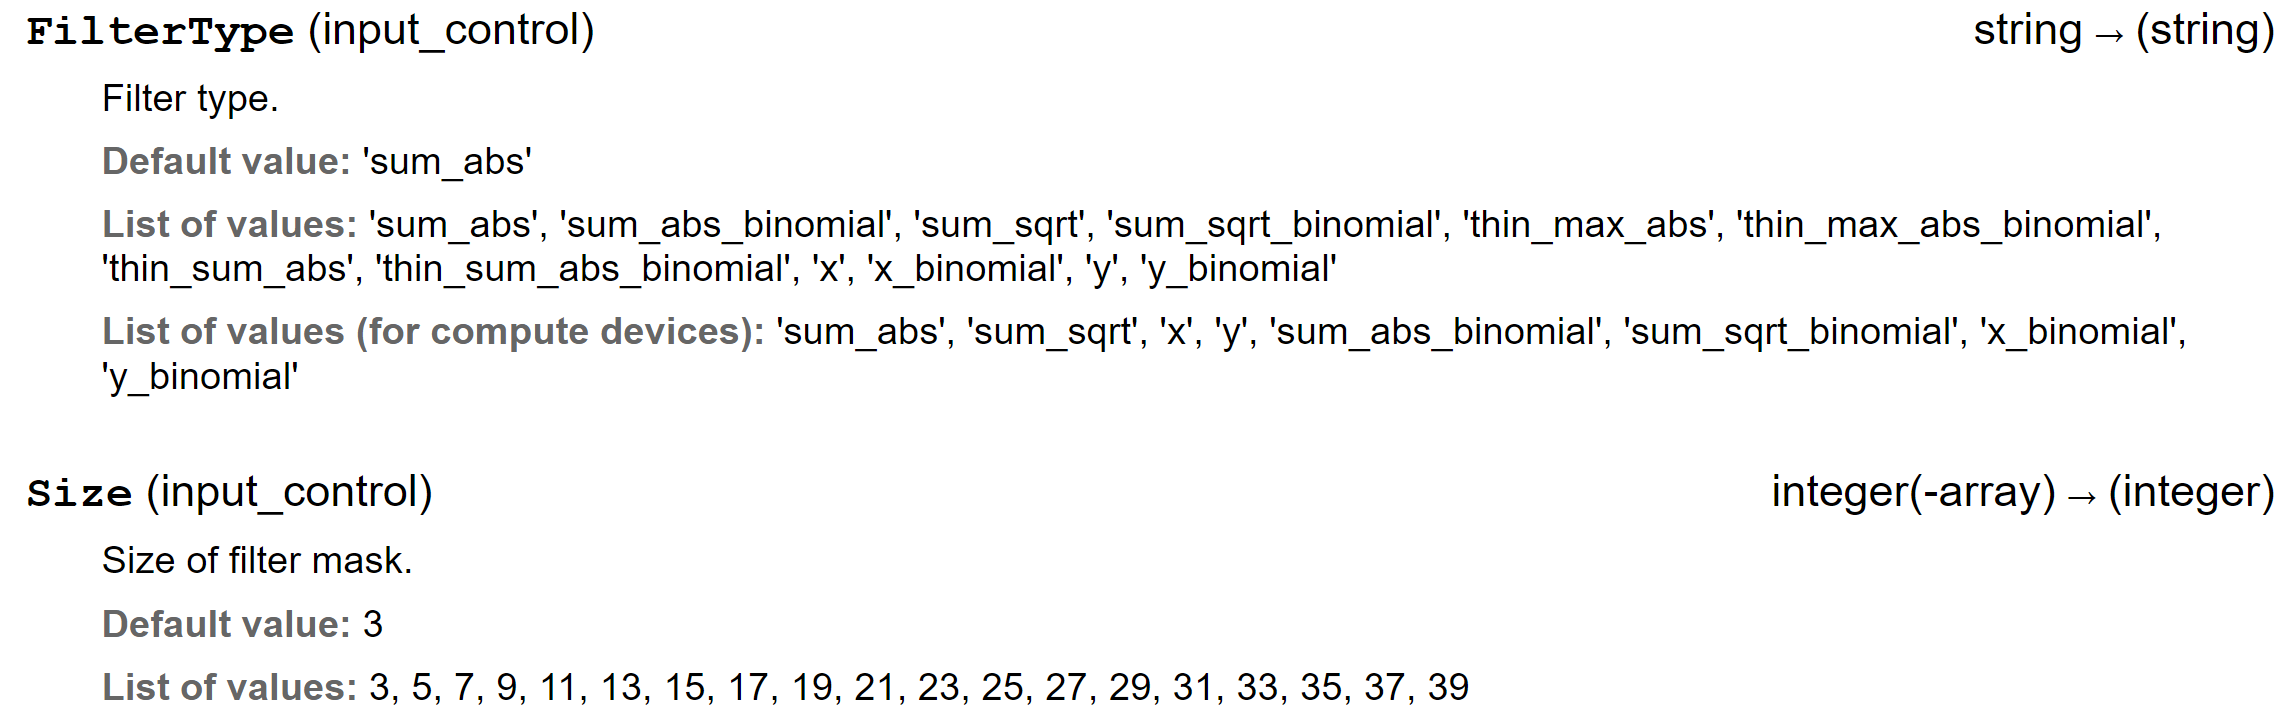 FilterType (input_control) string → (string)
Filter type.
Default value: 'sum_abs'
List of values: 'sum_abs', 'sum_abs_binomial', 'sum_sqrt', 'sum_sqrt_binomial', 'thin_max_abs', 'thin_max_abs_binomial',
'thin_sum_abs', 'thin_sum_abs_binomial', 'x', 'x_binomial', 'y', 'y_binomial'
List of values (for compute devices): 'sum_abs', 'sum_sqrt', 'x', 'y', 'sum_abs_binomial', 'sum_sqrt_binomial', 'x_binomial',
'y_binomial'
Size (input_control) integer(-array) → (integer)
Size of filter mask.
Default value: 3
List of values: 3, 5, 7, 9, 11, 13, 15, 17, 19, 21, 23, 25, 27, 29, 31, 33, 35, 37, 39